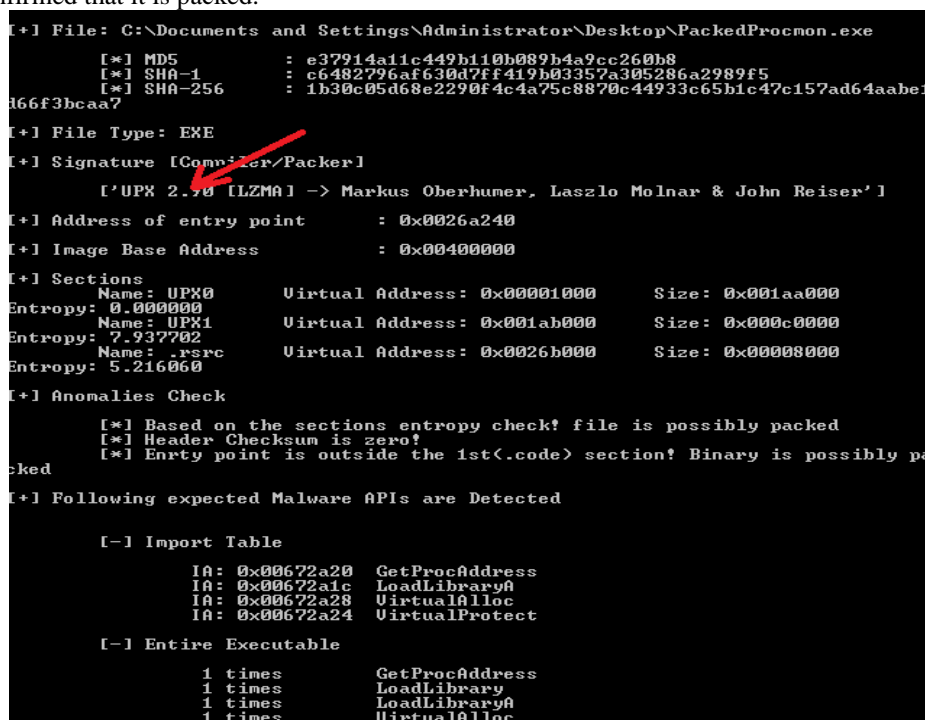 nfirmed that it is packed.
[+] File: C:\Documents and Settings\Administrator\Desktop\PackedProcmon.exe
[*] MD5 : e37914a11c449b110b089b4a9cc260b8
[*] SHA-1 : c6482796af630d7ff419b03357a305286a2989f5
[*] SHA-256 : 1b30c05d68e2290f4c4a75c8870c44933c65b1c47c157ad64aabe1
d66f3bcaa7
[+] File Type: EXE
[+] Signature [Compiler/Packer]
['UPX 2.90 [LZMA] -> Markus Oberhumer, Laszlo Molnar & John Reiser']
[+] Address of entry point : 0x0026a240
[+] Image Base Address : 0x00400000
[+] Sections
Name: UPX0 Virtual Address: 0x00001000 Size: 0x001aa000
Entropy: 0.000000
Name: UPX1 Virtual Address: 0x001ab000 Size: 0x000c0000
Entropy: 7.937702
Name: .rsrc Virtual Address: 0x0026b000 Size: 0x00008000
Entropy: 5.216060
[+] Anomalies Check
[*] Based on the sections entropy check! file is possibly packed
[*] Header Checksum is zero!
[*] Enrty point is outside the 1st(.code) section! Binary is possibly pa
cked
[+] Following expected Malware APIs are Detected
[-] Import Table
IA: 0x00672a20 GetProcAddress
IA: 0x00672a1c LoadLibraryA
IA: 0x00672a28 VirtualAlloc
IA: 0x00672a24 VirtualProtect
[-] Entire Executable
1 times GetProcAddress
1 times LoadLibrary
1 times LoadLibraryA
1 times VirtualAlloc